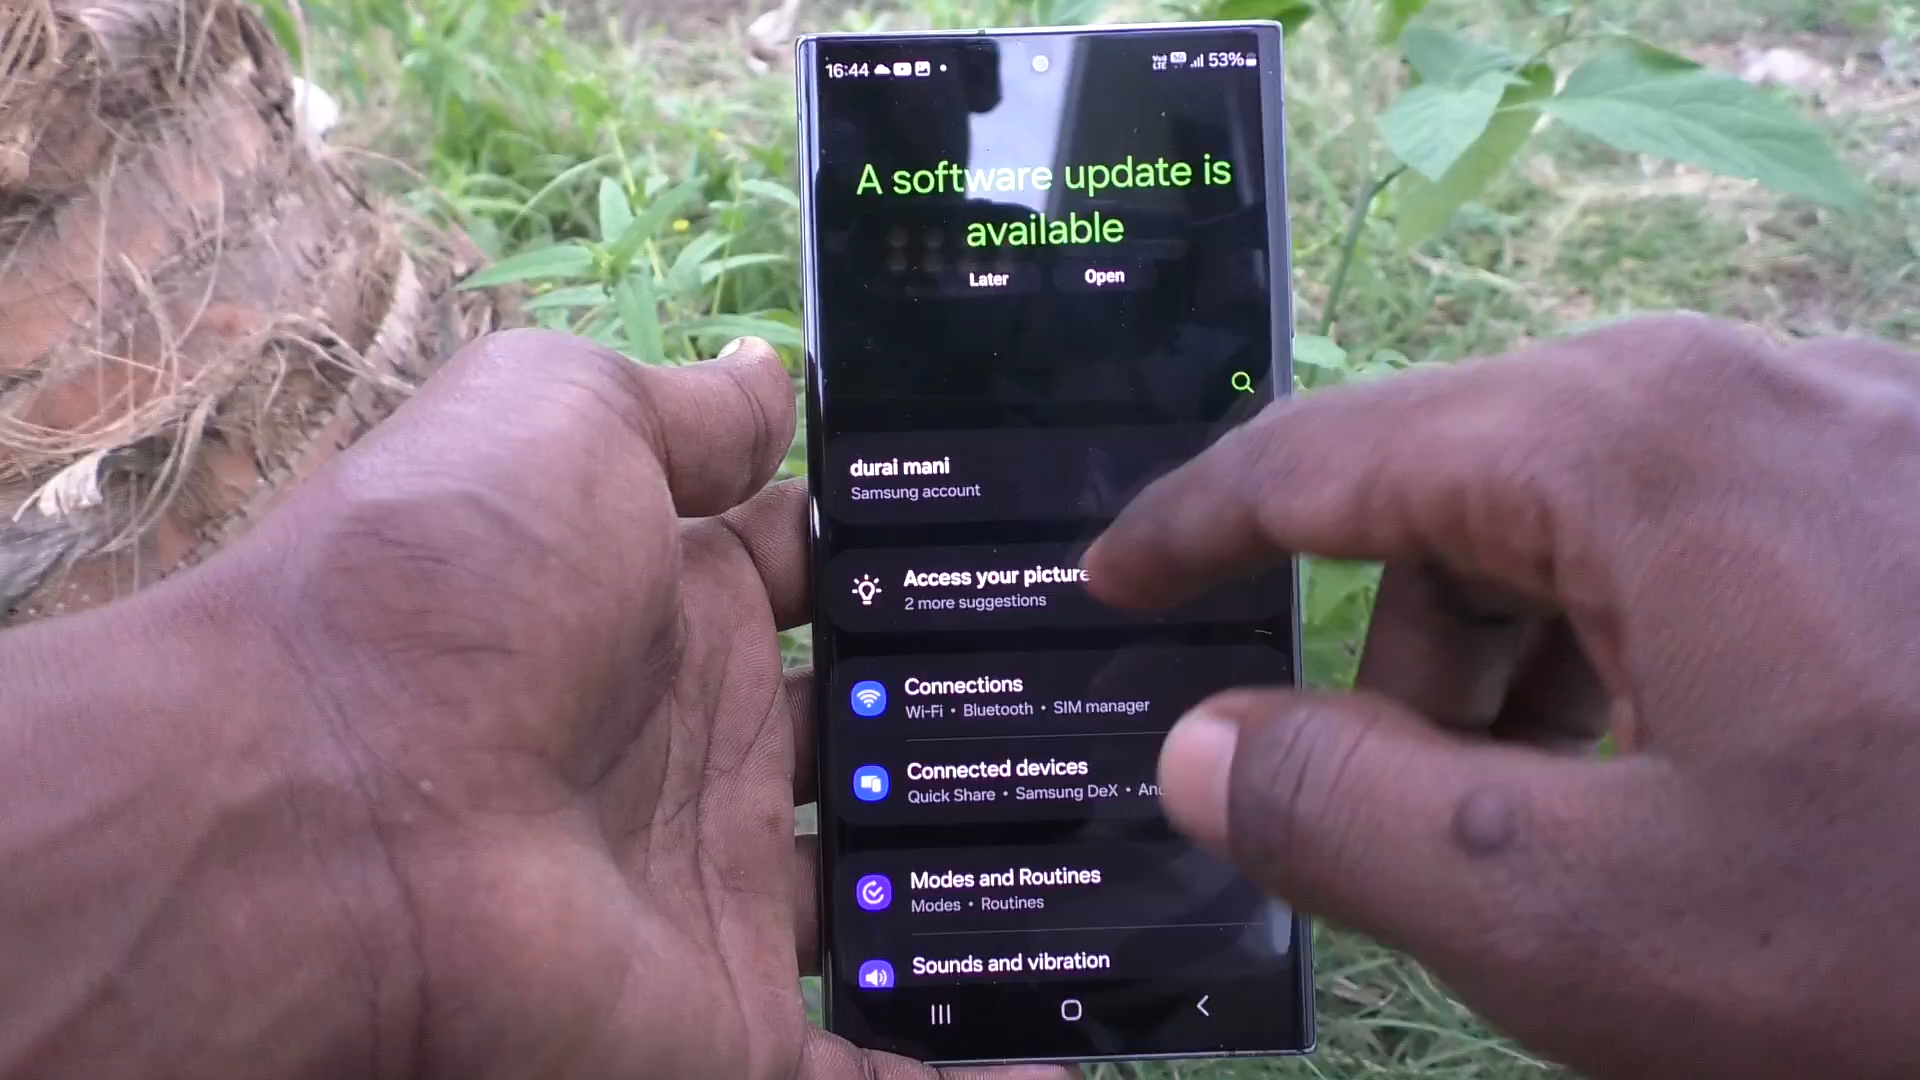 16:44 53%
A software update is
available
Later Open
durai mani
Samsung account
Access your picture
2 more suggestions
Connections
Wi-Fi • Bluetooth • SIM manager
Connected devices
Quick Share • Samsung DeX •
Modes and Routines
Modes • Routines
Sounds and vibration